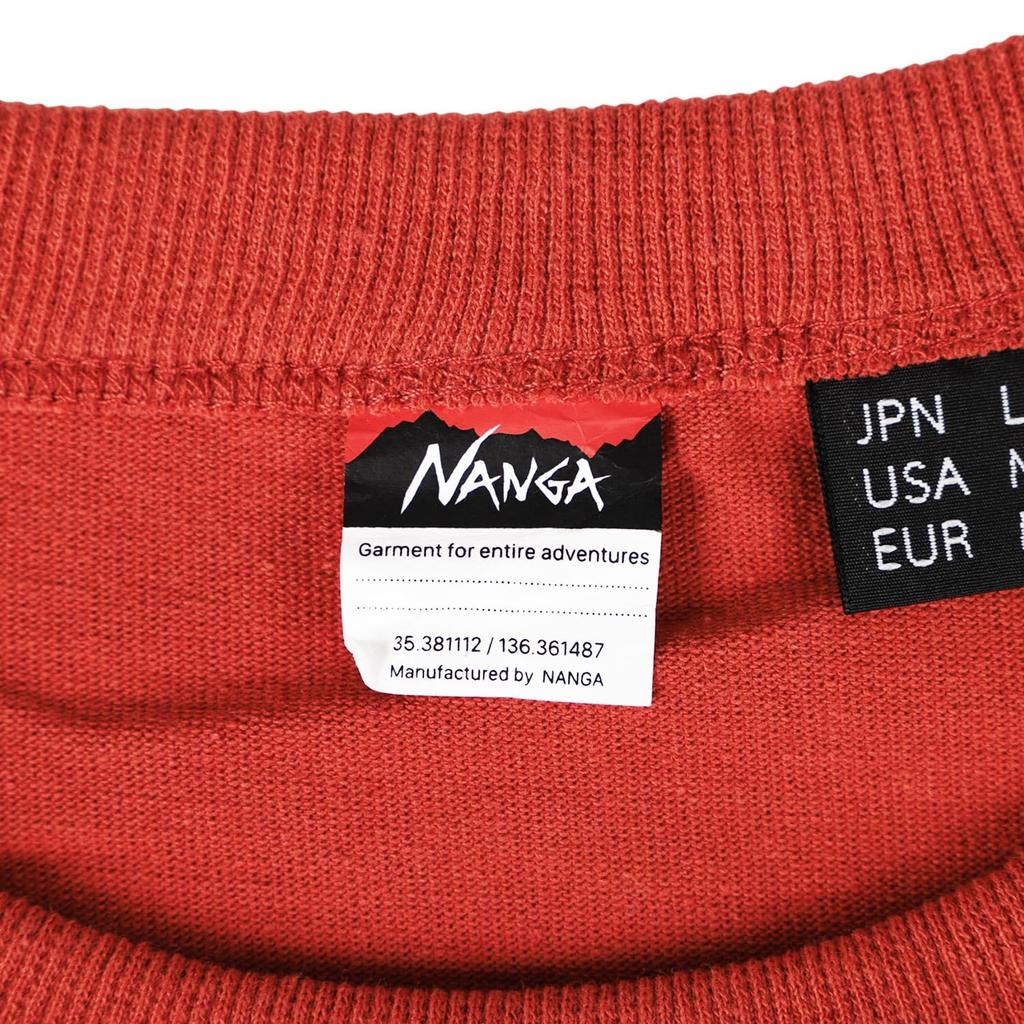 NANGA
Garment for entire adventures
35.381112 / 136.361487
Manufactured by NANGA
JPN L
USA
EUR